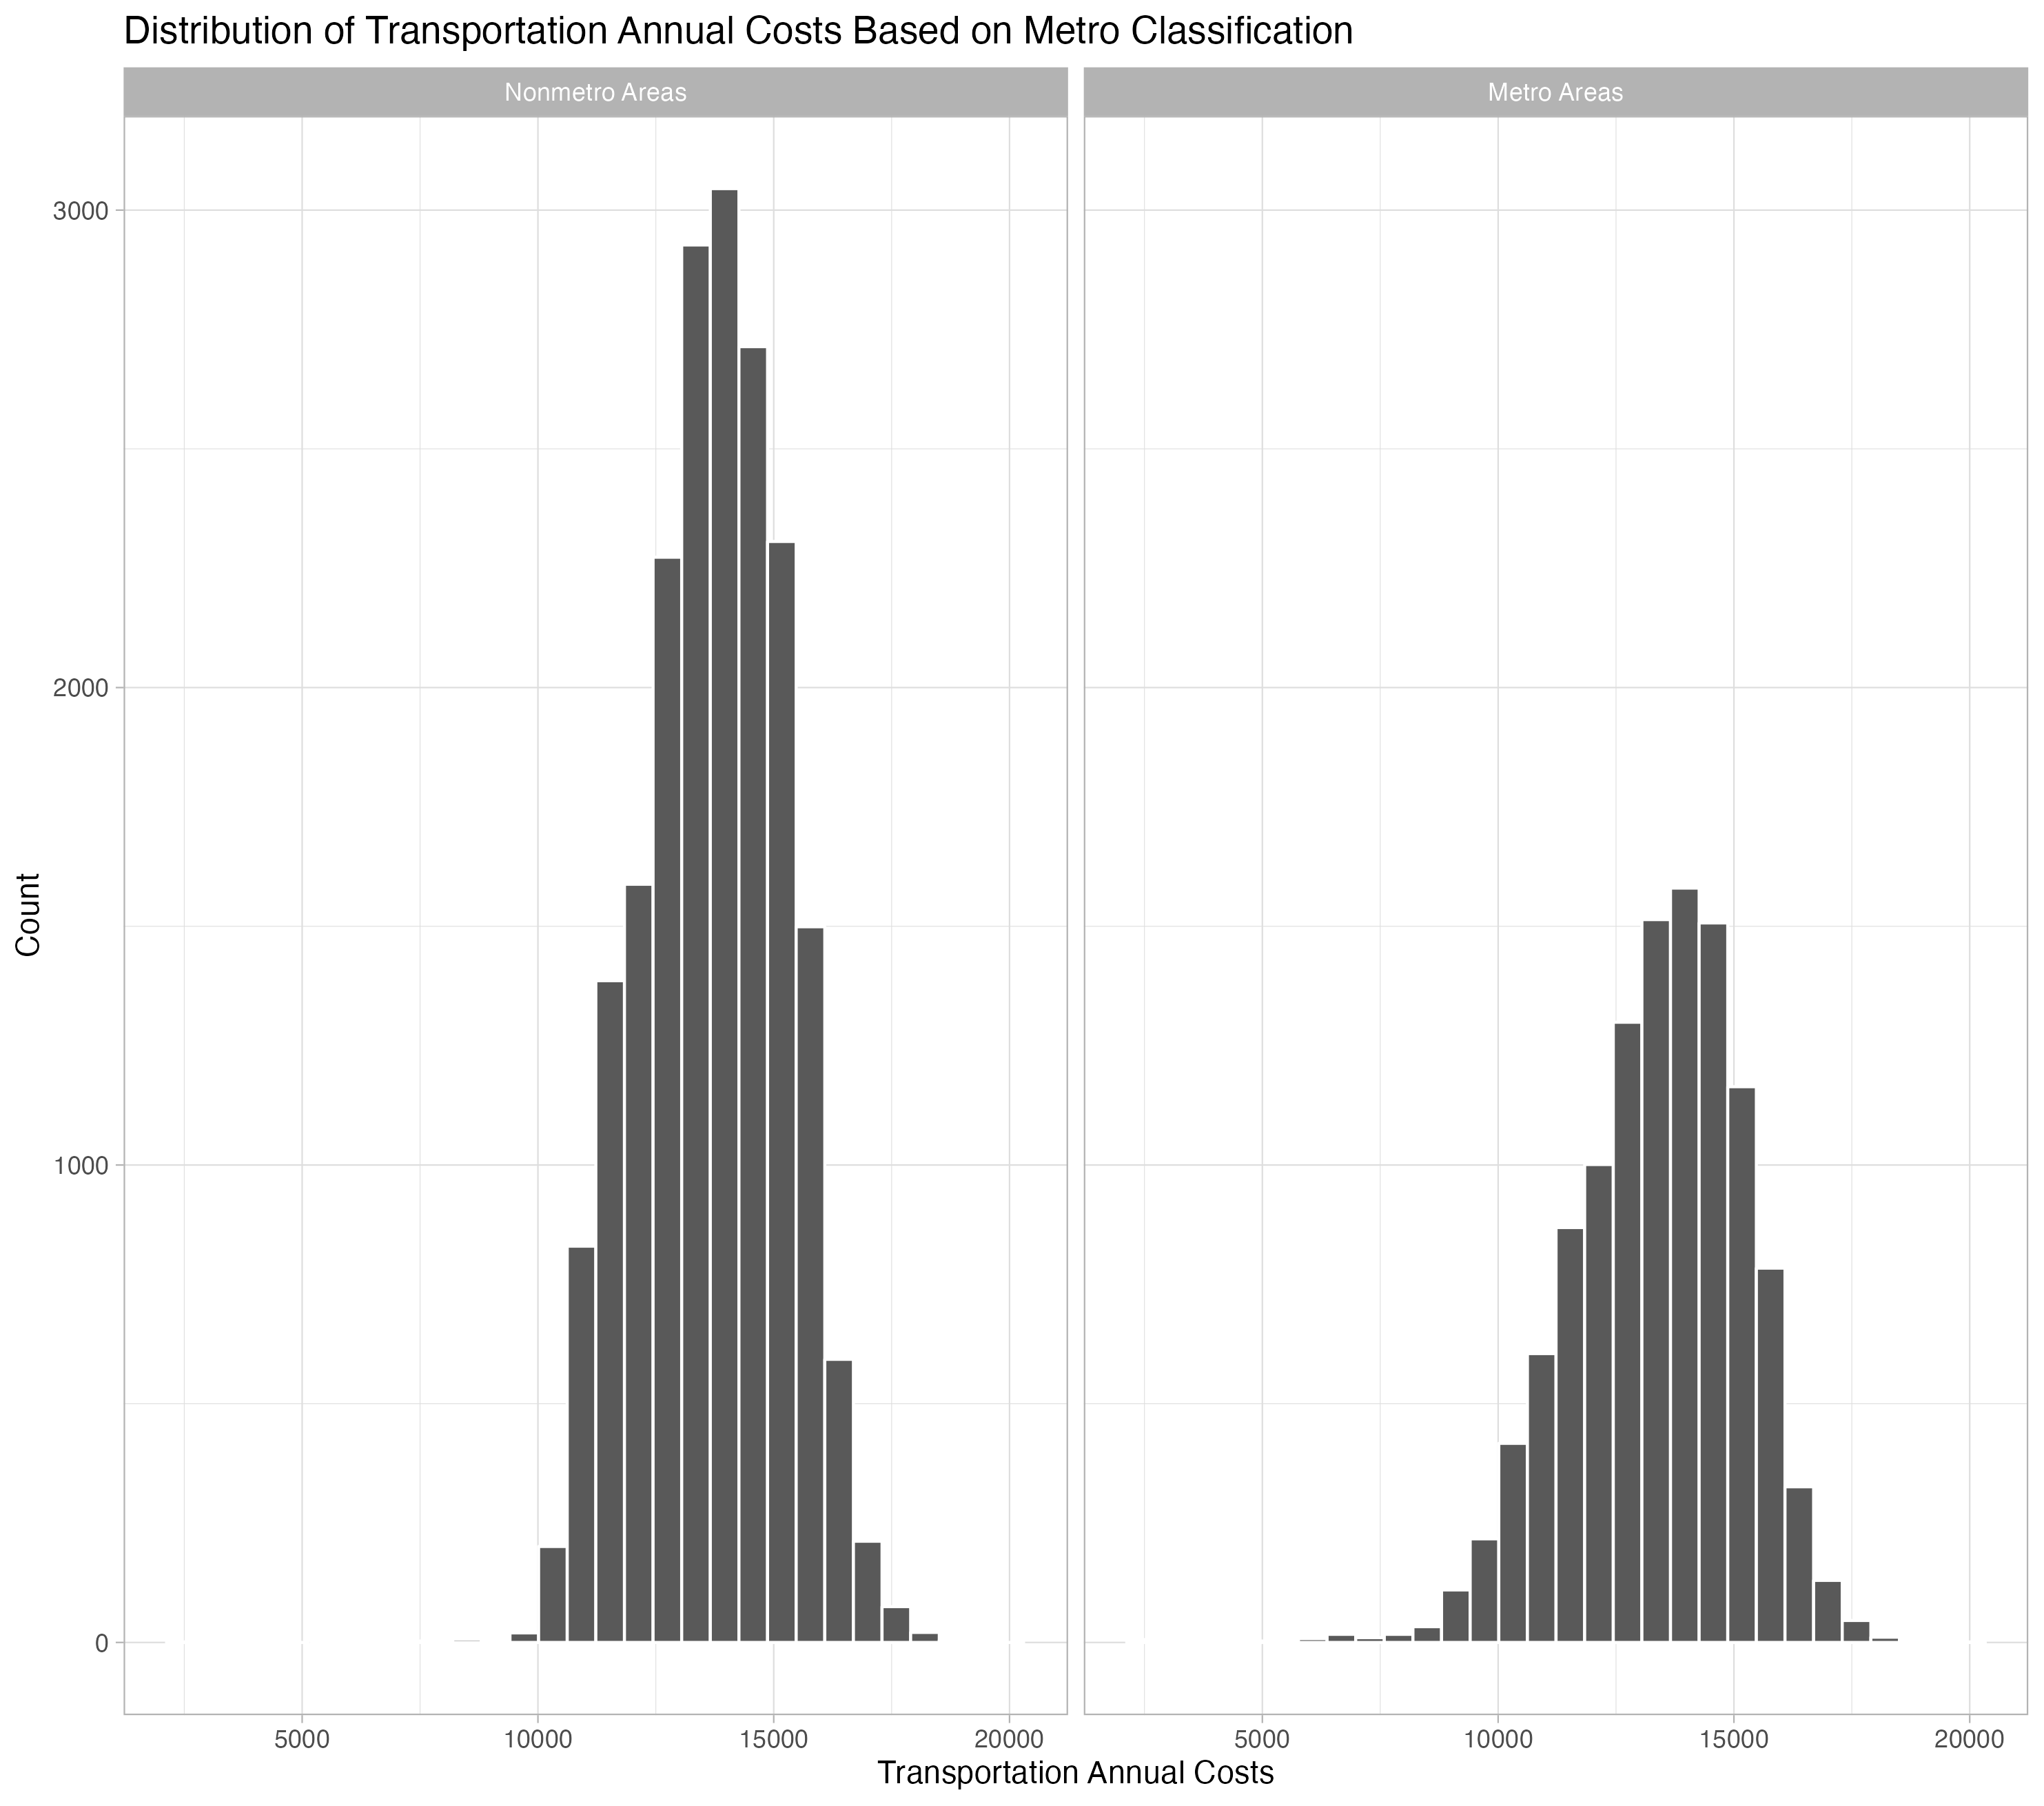 Distribution of Transportation Annual Costs Based on Metro Classification
Nonmetro Areas
Metro Areas
3000
2000
1000
0
Count
5000 10000 15000 20000
5000 10000 15000 20000
Transportation Annual Costs